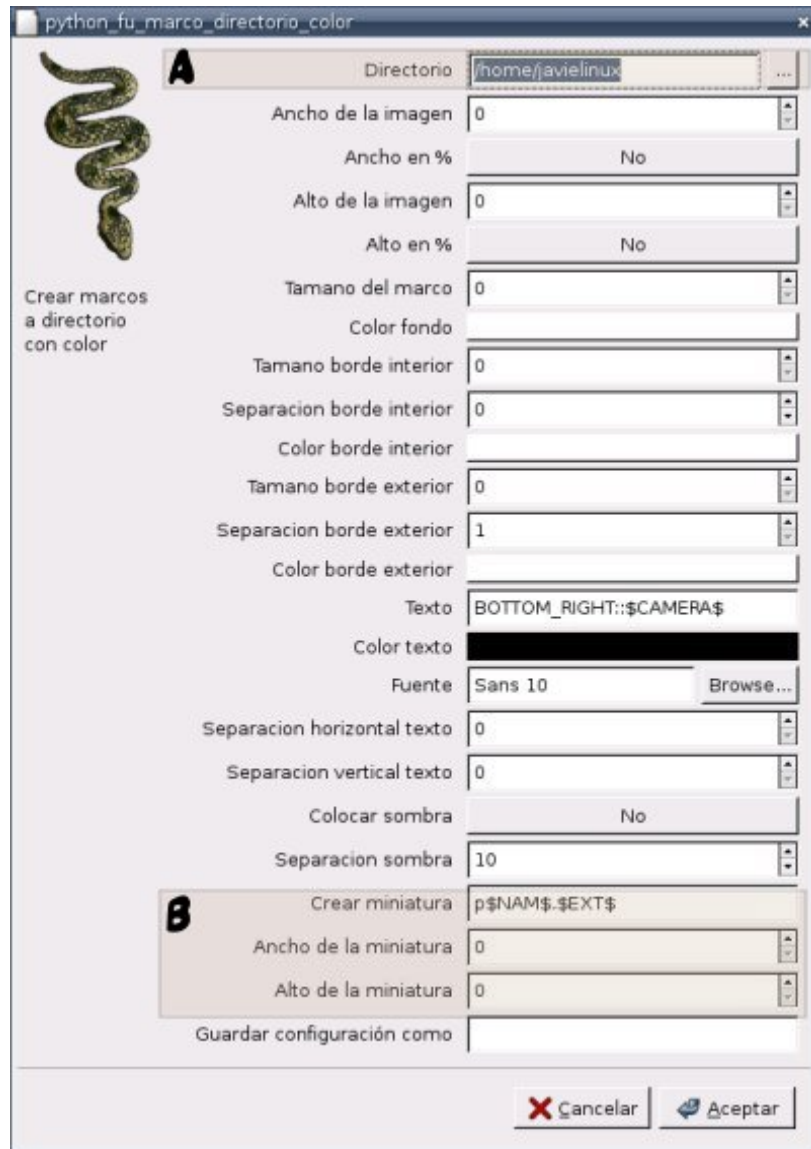 python_fu_marco_directorio_color
A
Directorio /home/javielinux ...
Crear marcos
a directorio
con color
Ancho de la imagen 0
Ancho en % No
Alto de la imagen 0
Alto en % No
Tamano del marco 0
Color fondo
Tamano borde interior 0
Separacion borde interior 0
Color borde interior
Tamano borde exterior 0
Separacion borde exterior 1
Color borde exterior
Texto BOTTOM_RIGHT::$CAMERA$
Color texto
Fuente Sans 10 Browse...
Separacion horizontal texto 0
Separacion vertical texto 0
Colocar sombra No
Separacion sombra 10
B
Crear miniatura p$NAM$.$EXT$
Ancho de la miniatura 0
Alto de la miniatura 0
Guardar configuración como
Cancelar Aceptar